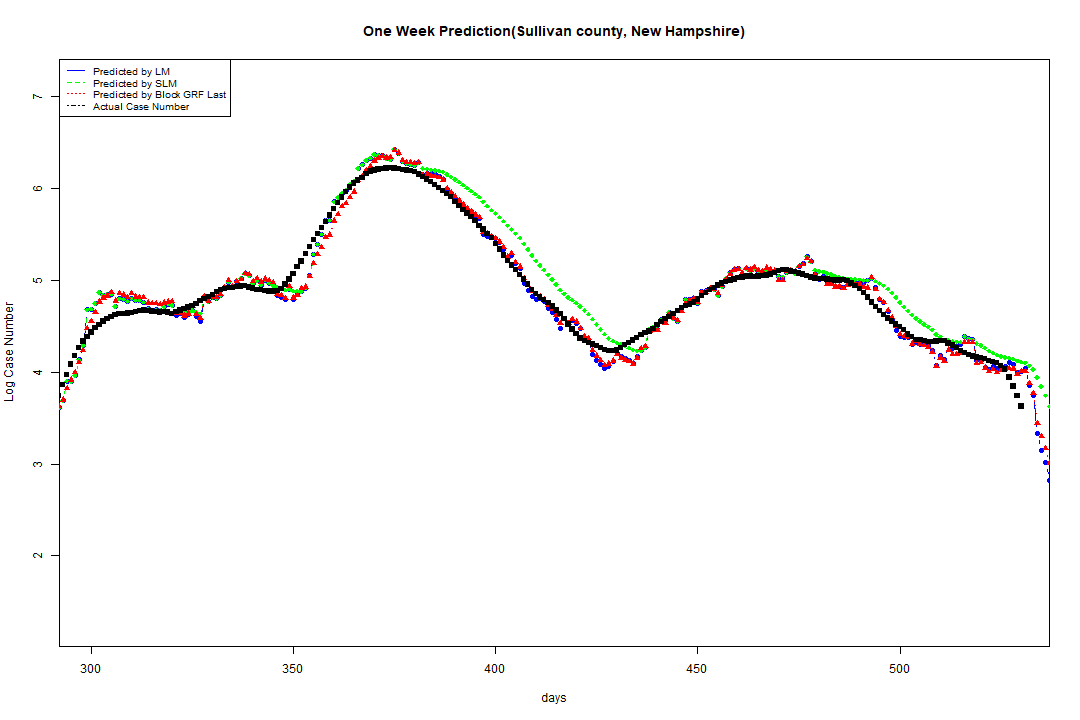 One Week Prediction(Sullivan county, New Hampshire)
Predicted by LM
Predicted by SLM
Predicted by Block GRF Last
Actual Case Number
7
6
5
4
3
2
Log Case Number
300 350 400 450 500
days